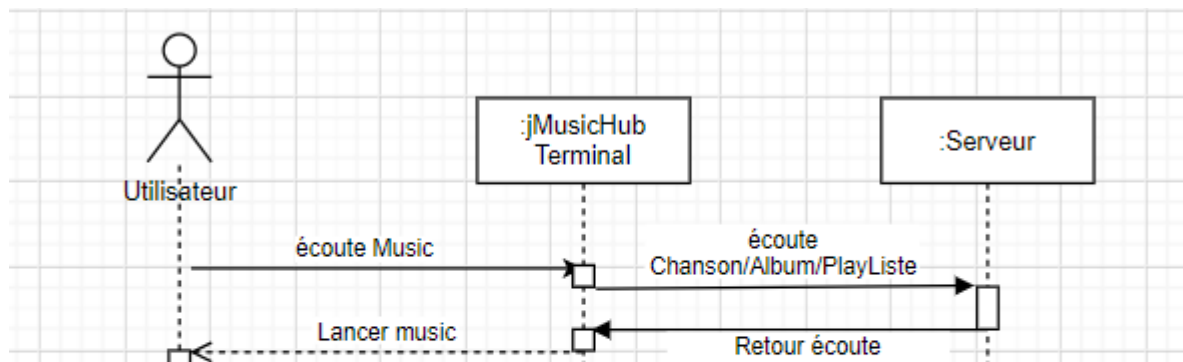 :jMusicHub
Terminal
:Serveur
Utilisateur
écoute Music
écoute
Chanson/Album/PlayListe
Lancer music
Retour écoute